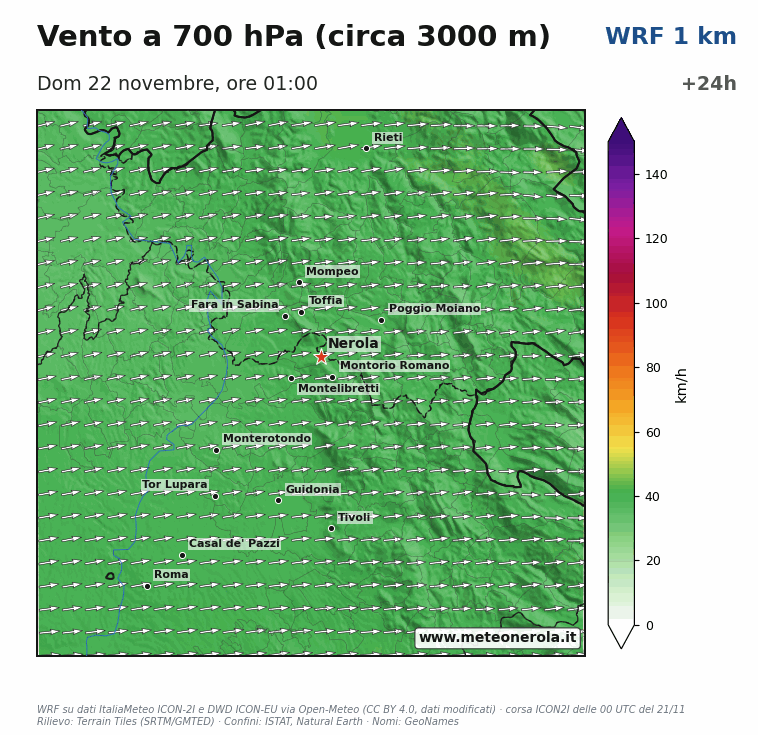 Vento a 700 hPa (circa 3000 m)
WRF 1 km
Dom 22 novembre, ore 01:00
+24h
Rieti
Mompeo
Toffia
Fara in Sabina
Poggio Moiano
Nerola
Montorio Romano
Montelibretti
Monterotondo
Tor Lupara
Guidonia
Tivoli
Casal de' Pazzi
Roma
www.meteonerola.it
140
120
100
80
60
40
20
0
km/h
WRF su dati ItaliaMeteo ICON-2I e DWD ICON-EU via Open-Meteo (CC BY 4.0, dati modificati) · corsa ICON2I delle 00 UTC del 21/11
Rilievo: Terrain Tiles (SRTM/GMTED) · Confini: ISTAT, Natural Earth · Nomi: GeoNames